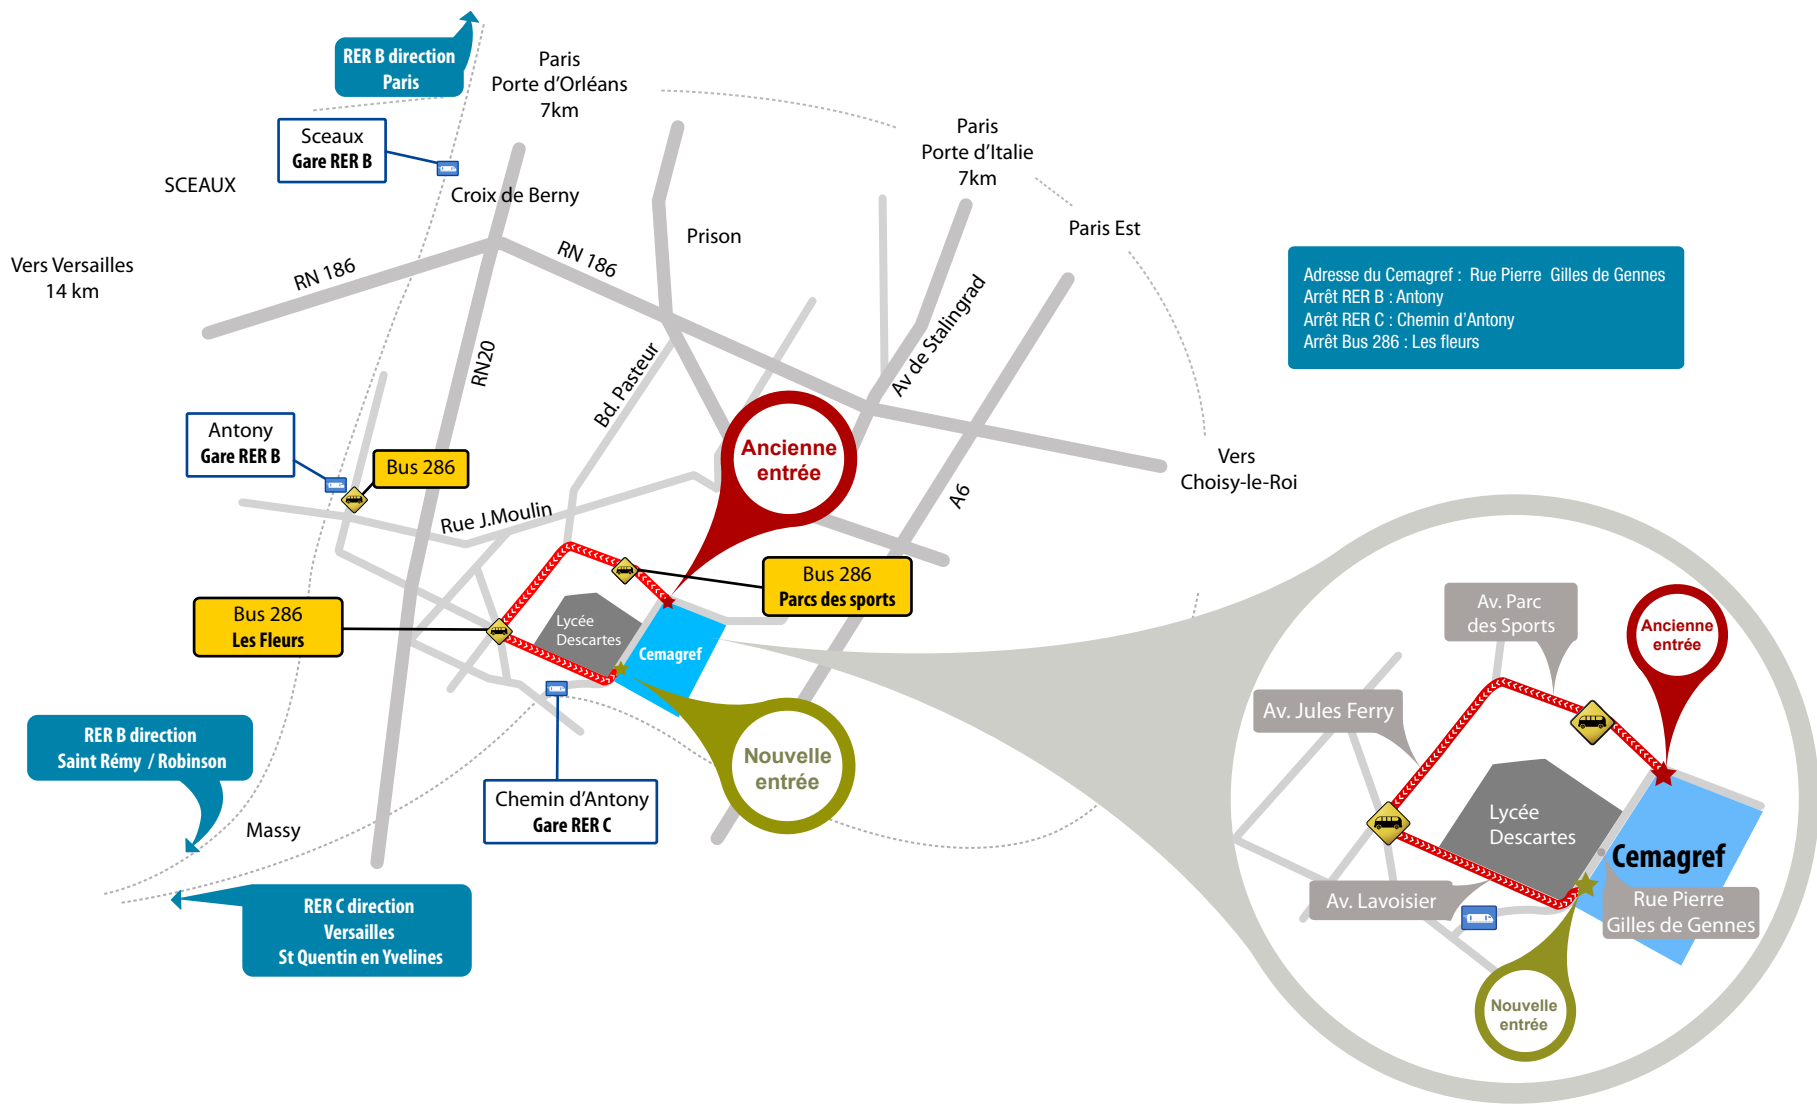 RER B direction
Paris
Paris
Porte d'Orléans
7km
Sceaux
Gare RER B
SCEAUX
Croix de Berny
Paris
Porte d'Italie
7km
Prison
Paris Est
Vers Versailles
14 km
RN 186
RN 186
Adresse du Cemagref : Rue Pierre Gilles de Gennes
Arrêt RER B : Antony
Arrêt RER C : Chemin d'Antony
Arrêt Bus 286 : Les fleurs
RN20
Bd. Pasteur
Av de Stalingrad
Antony
Gare RER B
Bus 286
Ancienne
entrée
Vers
Choisy-le-Roi
A6
Rue J.Moulin
Bus 286
Parcs des sports
Bus 286
Les Fleurs
Lycée
Descartes
Cemagref
RER B direction
Saint Rémy / Robinson
Nouvelle
entrée
Chemin d'Antony
Gare RER C
Massy
RER C direction
Versailles
St Quentin en Yvelines
Av. Parc
des Sports
Ancienne
entrée
Av. Jules Ferry
Lycée
Descartes
Cemagref
Av. Lavoisier
Rue Pierre
Gilles de Gennes
Nouvelle
entrée